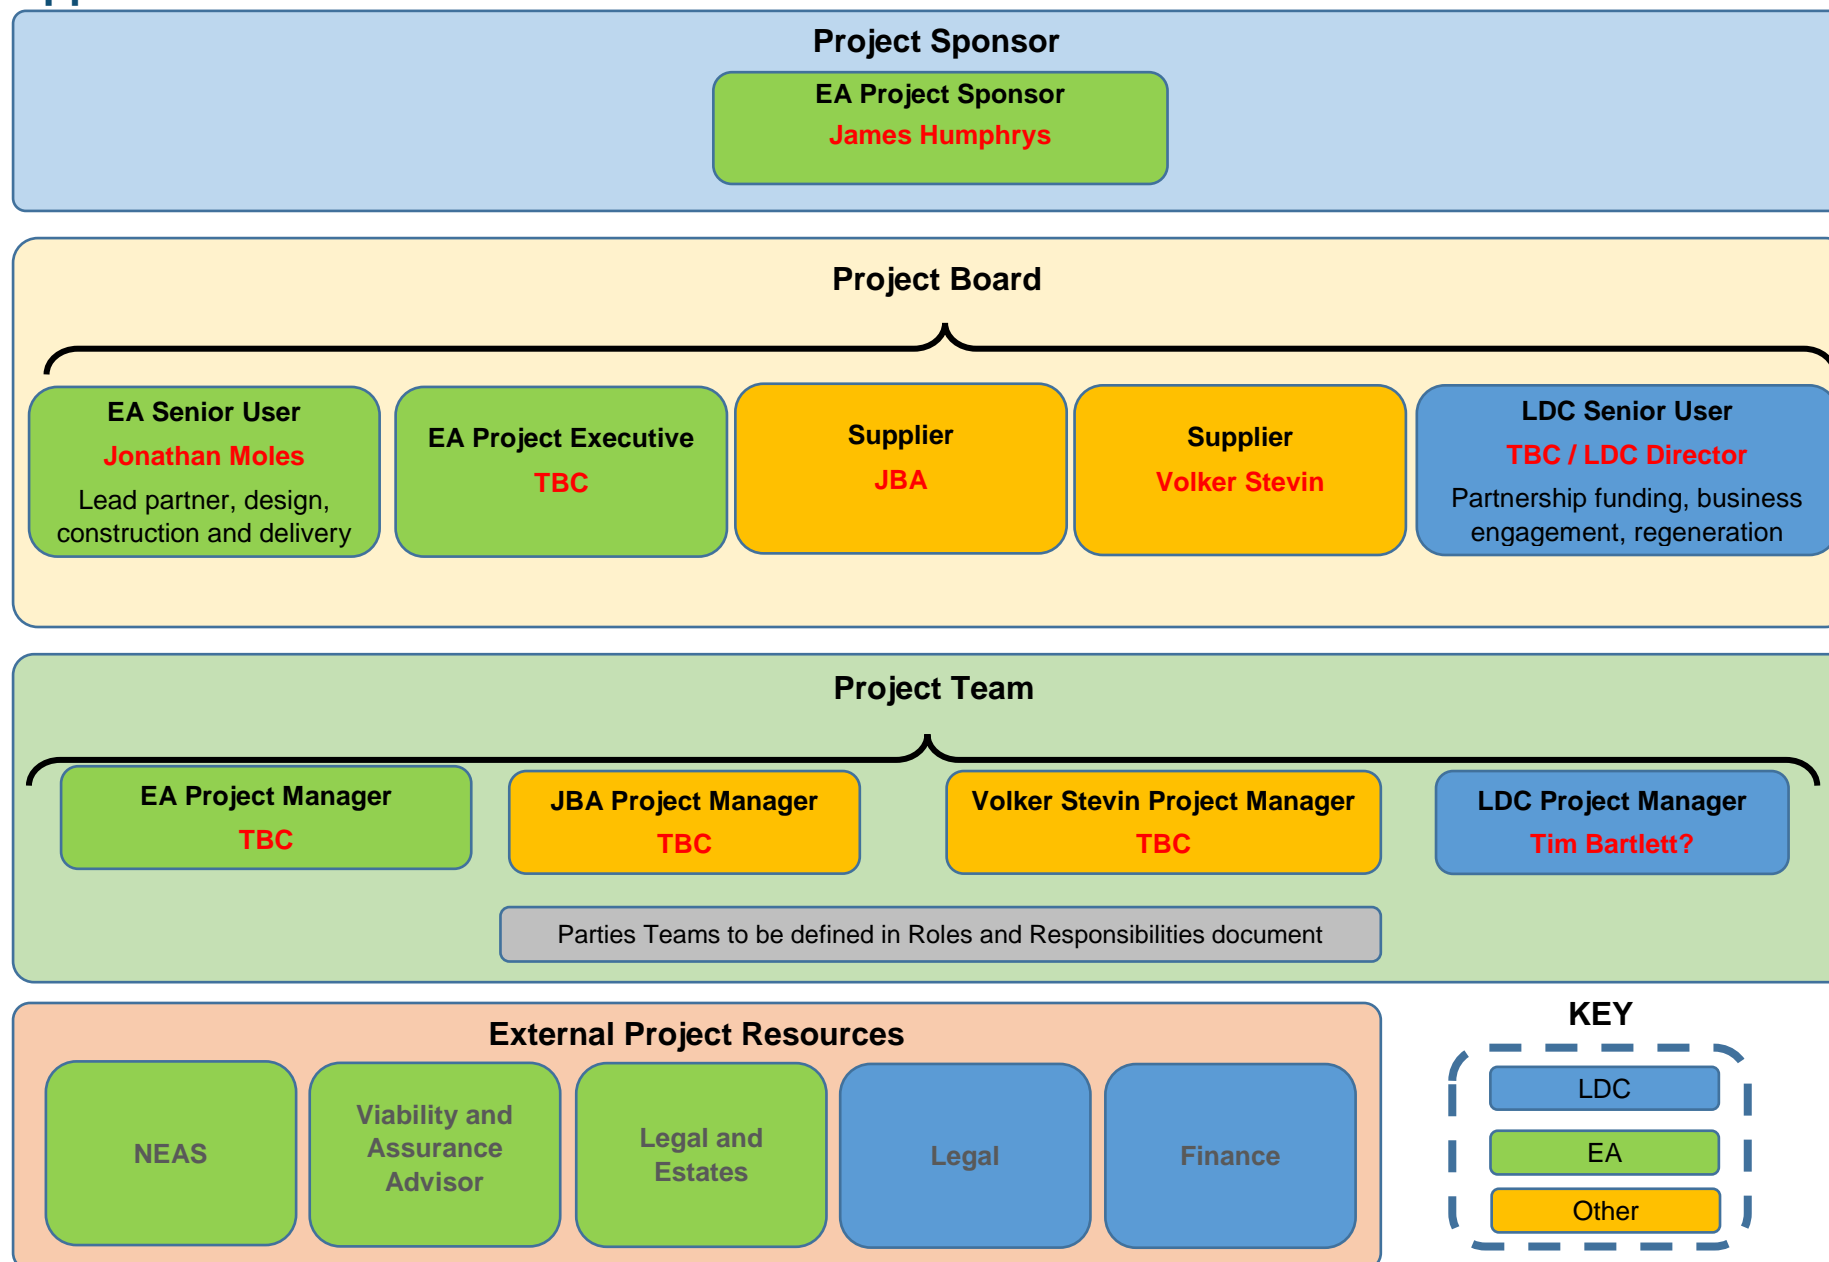 Project Sponsor
EA Project Sponsor
James Humphrys
Project Board
EA Senior User
Jonathan Moles
Lead partner, design,
construction and delivery
EA Project Executive
TBC
Supplier
JBA
Supplier
Volker Stevin
LDC Senior User
TBC / LDC Director
Partnership funding, business
engagement, regeneration
Project Team
EA Project Manager
TBC
JBA Project Manager
TBC
Volker Stevin Project Manager
TBC
LDC Project Manager
Tim Bartlett?
Parties Teams to be defined in Roles and Responsibilities document
External Project Resources
NEAS
Viability and
Assurance
Advisor
Legal and
Estates
Legal
Finance
KEY
LDC
EA
Other